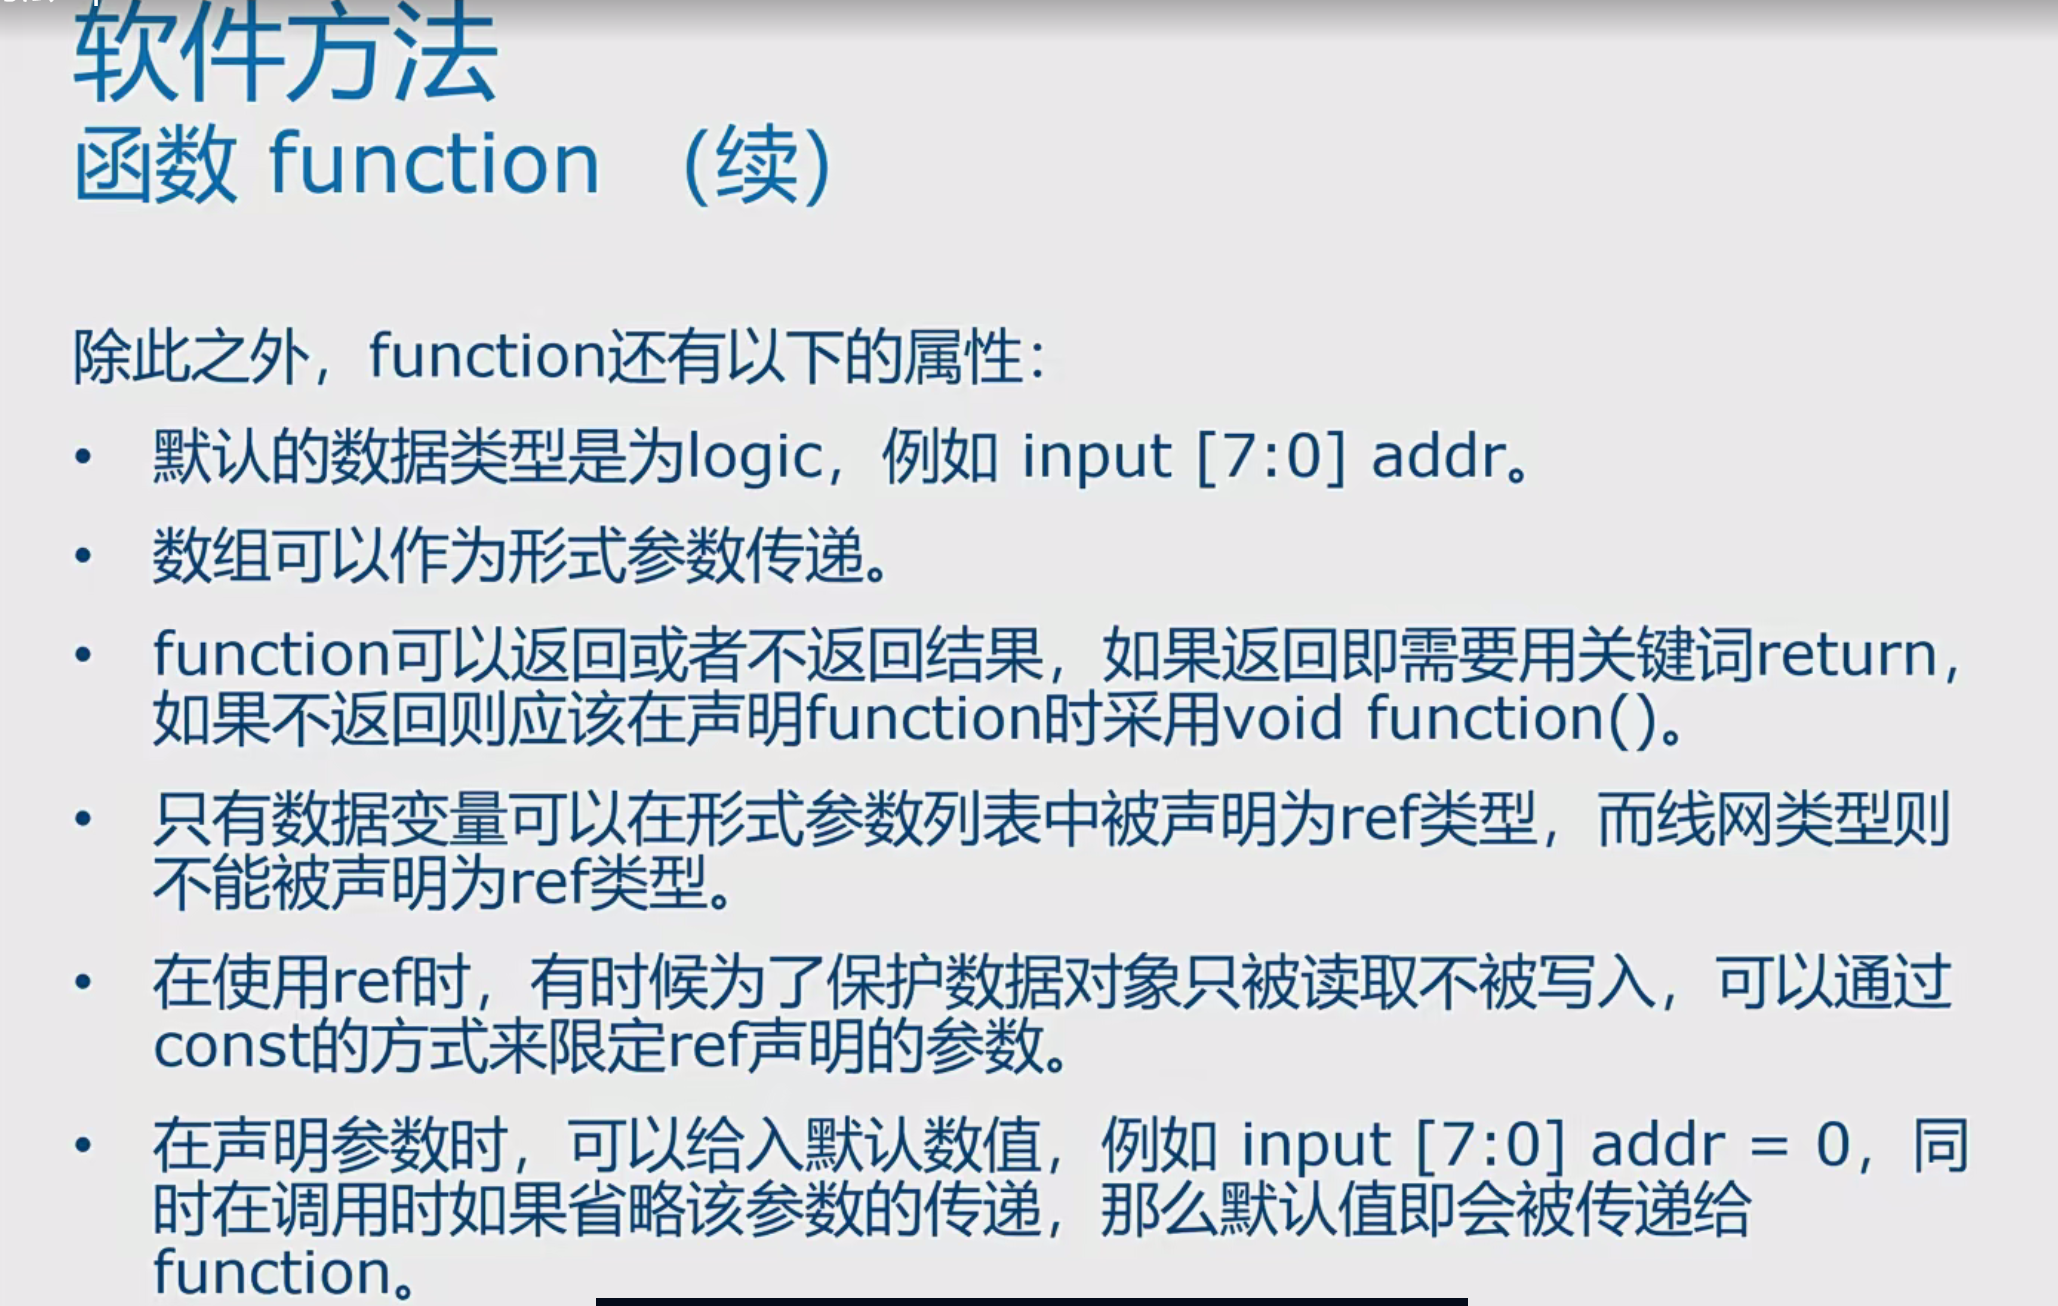 软件方法
函数 function （续）
除此之外，function还有以下的属性：
• 默认的数据类型是为logic，例如 input [7:0] addr。
• 数组可以作为形式参数传递。
• function可以返回或者不返回结果，如果返回即需要用关键词return，
如果不返回则应该在声明function时采用void function()。
• 只有数据变量可以在形式参数列表中被声明为ref类型，而线网类型则
不能被声明为ref类型。
• 在使用ref时，有时候为了保护数据对象只被读取不被写入，可以通过
const的方式来限定ref声明的参数。
• 在声明参数时，可以给入默认数值，例如 input [7:0] addr = 0，同
时在调用时如果省略该参数的传递，那么默认值即会被传递给
function。